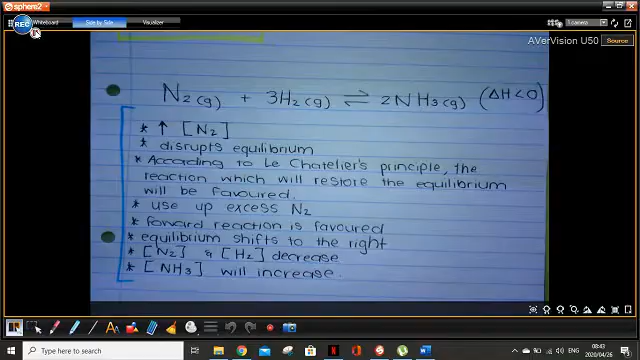 sphere2
Whiteboard Side by Side Visualizer
REC
1 camera
AVerVision U50 Source
N2(g) + 3H2(g) ⇌ 2NH3(g) (ΔH<0)
* ↑ [N2]
* disrupts equilibrium
* According to Le Chatelier's principle, the
reaction which will restore the equilibrium
will be favoured.
* use up excess N2
* forward reaction is favoured
* equilibrium shifts to the right
* [N2] & [H2] decrease
* [NH3] will increase.
Type here to search
ENG
08:43
2020/04/26